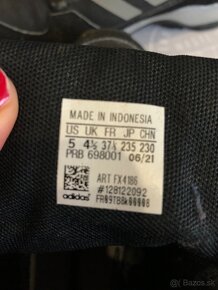 MADE IN INDONESIA
US UK FR JP CHN
5 4½ 37⅓ 235 230
PRB 698001 06/21
ART FX4186
#128122092
adidas
bazos.sk